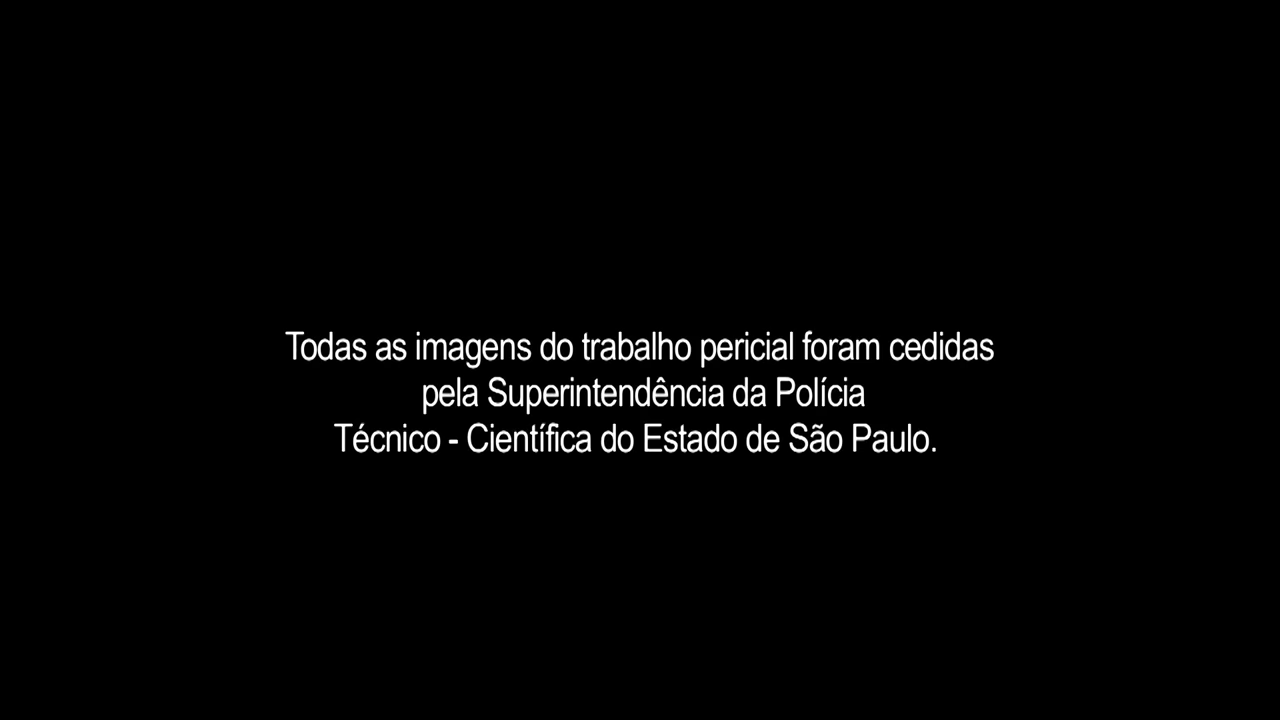 Todas as imagens do trabalho pericial foram cedidas
pela Superintendência da Polícia
Técnico - Científica do Estado de São Paulo.